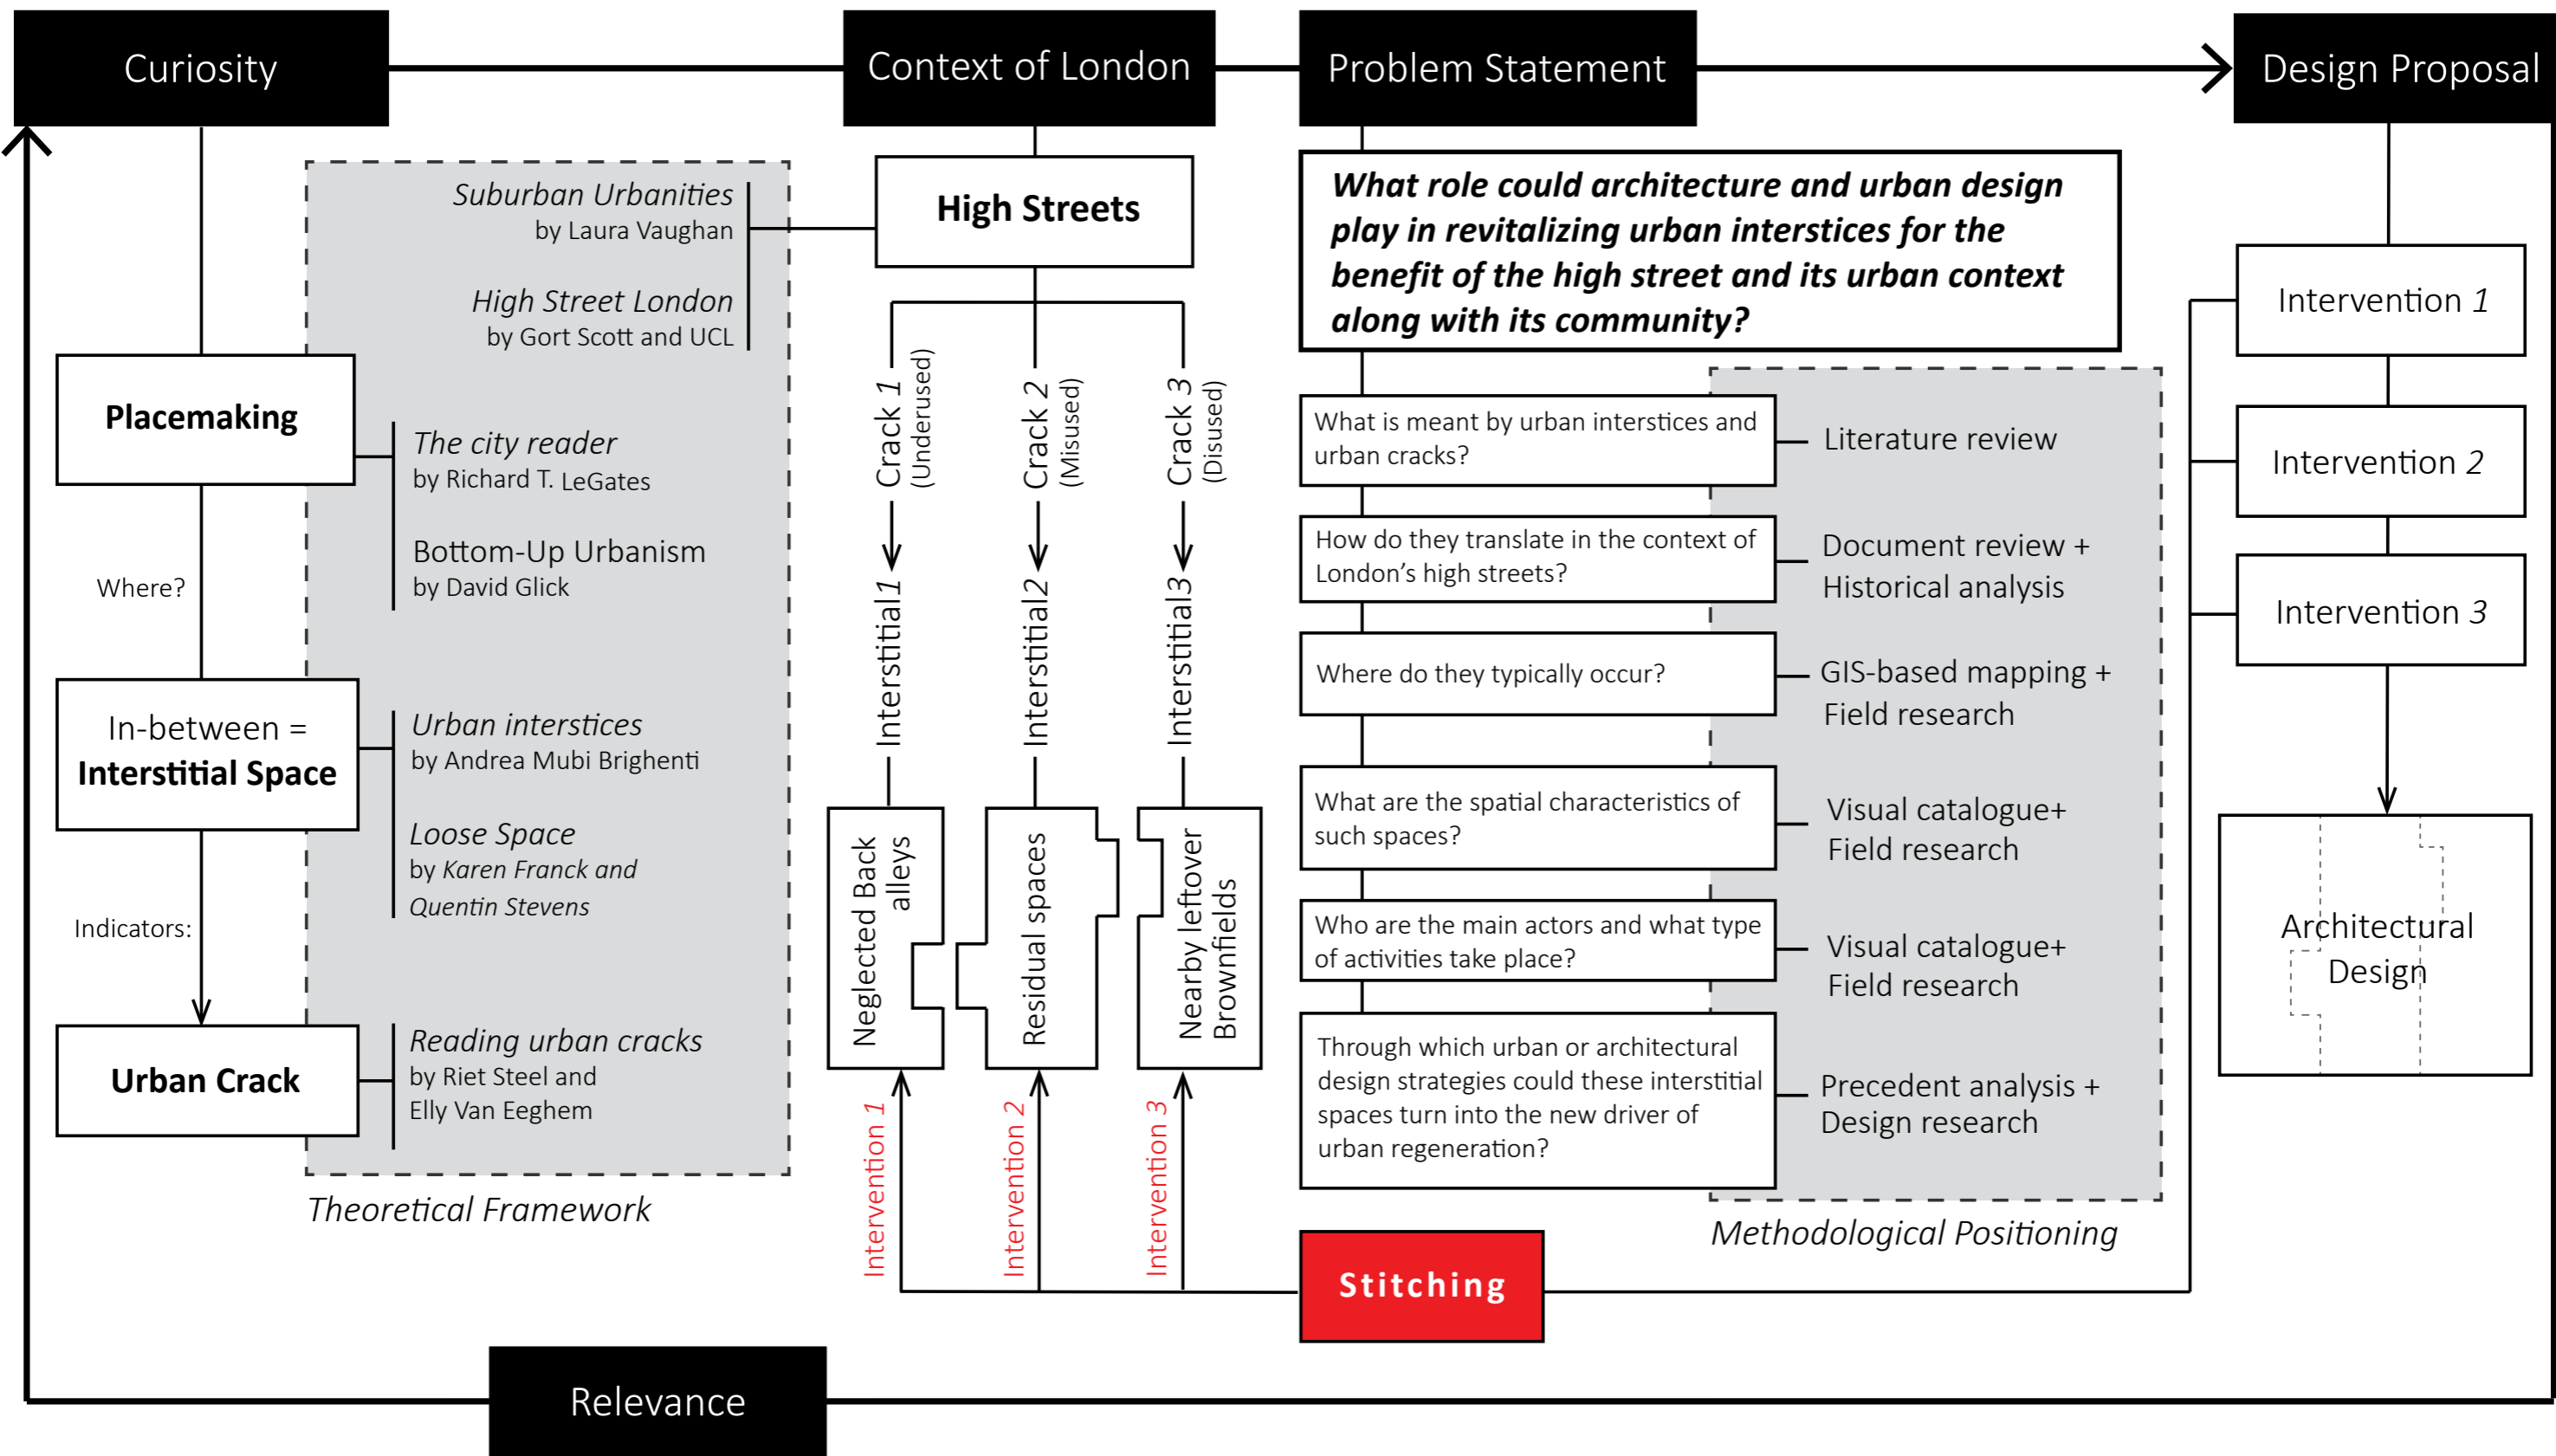 Curiosity
Context of London
Problem Statement
Design Proposal
Suburban Urbanities
by Laura Vaughan
High Street London
by Gort Scott and UCL
Placemaking
The city reader
by Richard T. LeGates
Bottom-Up Urbanism
by David Glick
Where?
In-between =
Interstitial Space
Urban interstices
by Andrea Mubi Brighenti
Loose Space
by Karen Franck and
Quentin Stevens
Indicators:
Urban Crack
Reading urban cracks
by Riet Steel and
Elly Van Eeghem
Theoretical Framework
High Streets
Crack 1
(Underused)
Crack 2
(Misused)
Crack 3
(Disused)
Interstitial1
Interstitial2
Interstitial3
Neglected Back
alleys
Residual spaces
Nearby leftover
Brownfields
Intervention 1
Intervention 2
Intervention 3
What role could architecture and urban design
play in revitalizing urban interstices for the
benefit of the high street and its urban context
along with its community?
What is meant by urban interstices and
urban cracks?
Literature review
How do they translate in the context of
London's high streets?
Document review +
Historical analysis
Where do they typically occur?
GIS-based mapping +
Field research
What are the spatial characteristics of
such spaces?
Visual catalogue+
Field research
Who are the main actors and what type
of activities take place?
Visual catalogue+
Field research
Through which urban or architectural
design strategies could these interstitial
spaces turn into the new driver of
urban regeneration?
Precedent analysis +
Design research
Methodological Positioning
Stitching
Intervention 1
Intervention 2
Intervention 3
Architectural
Design
Relevance